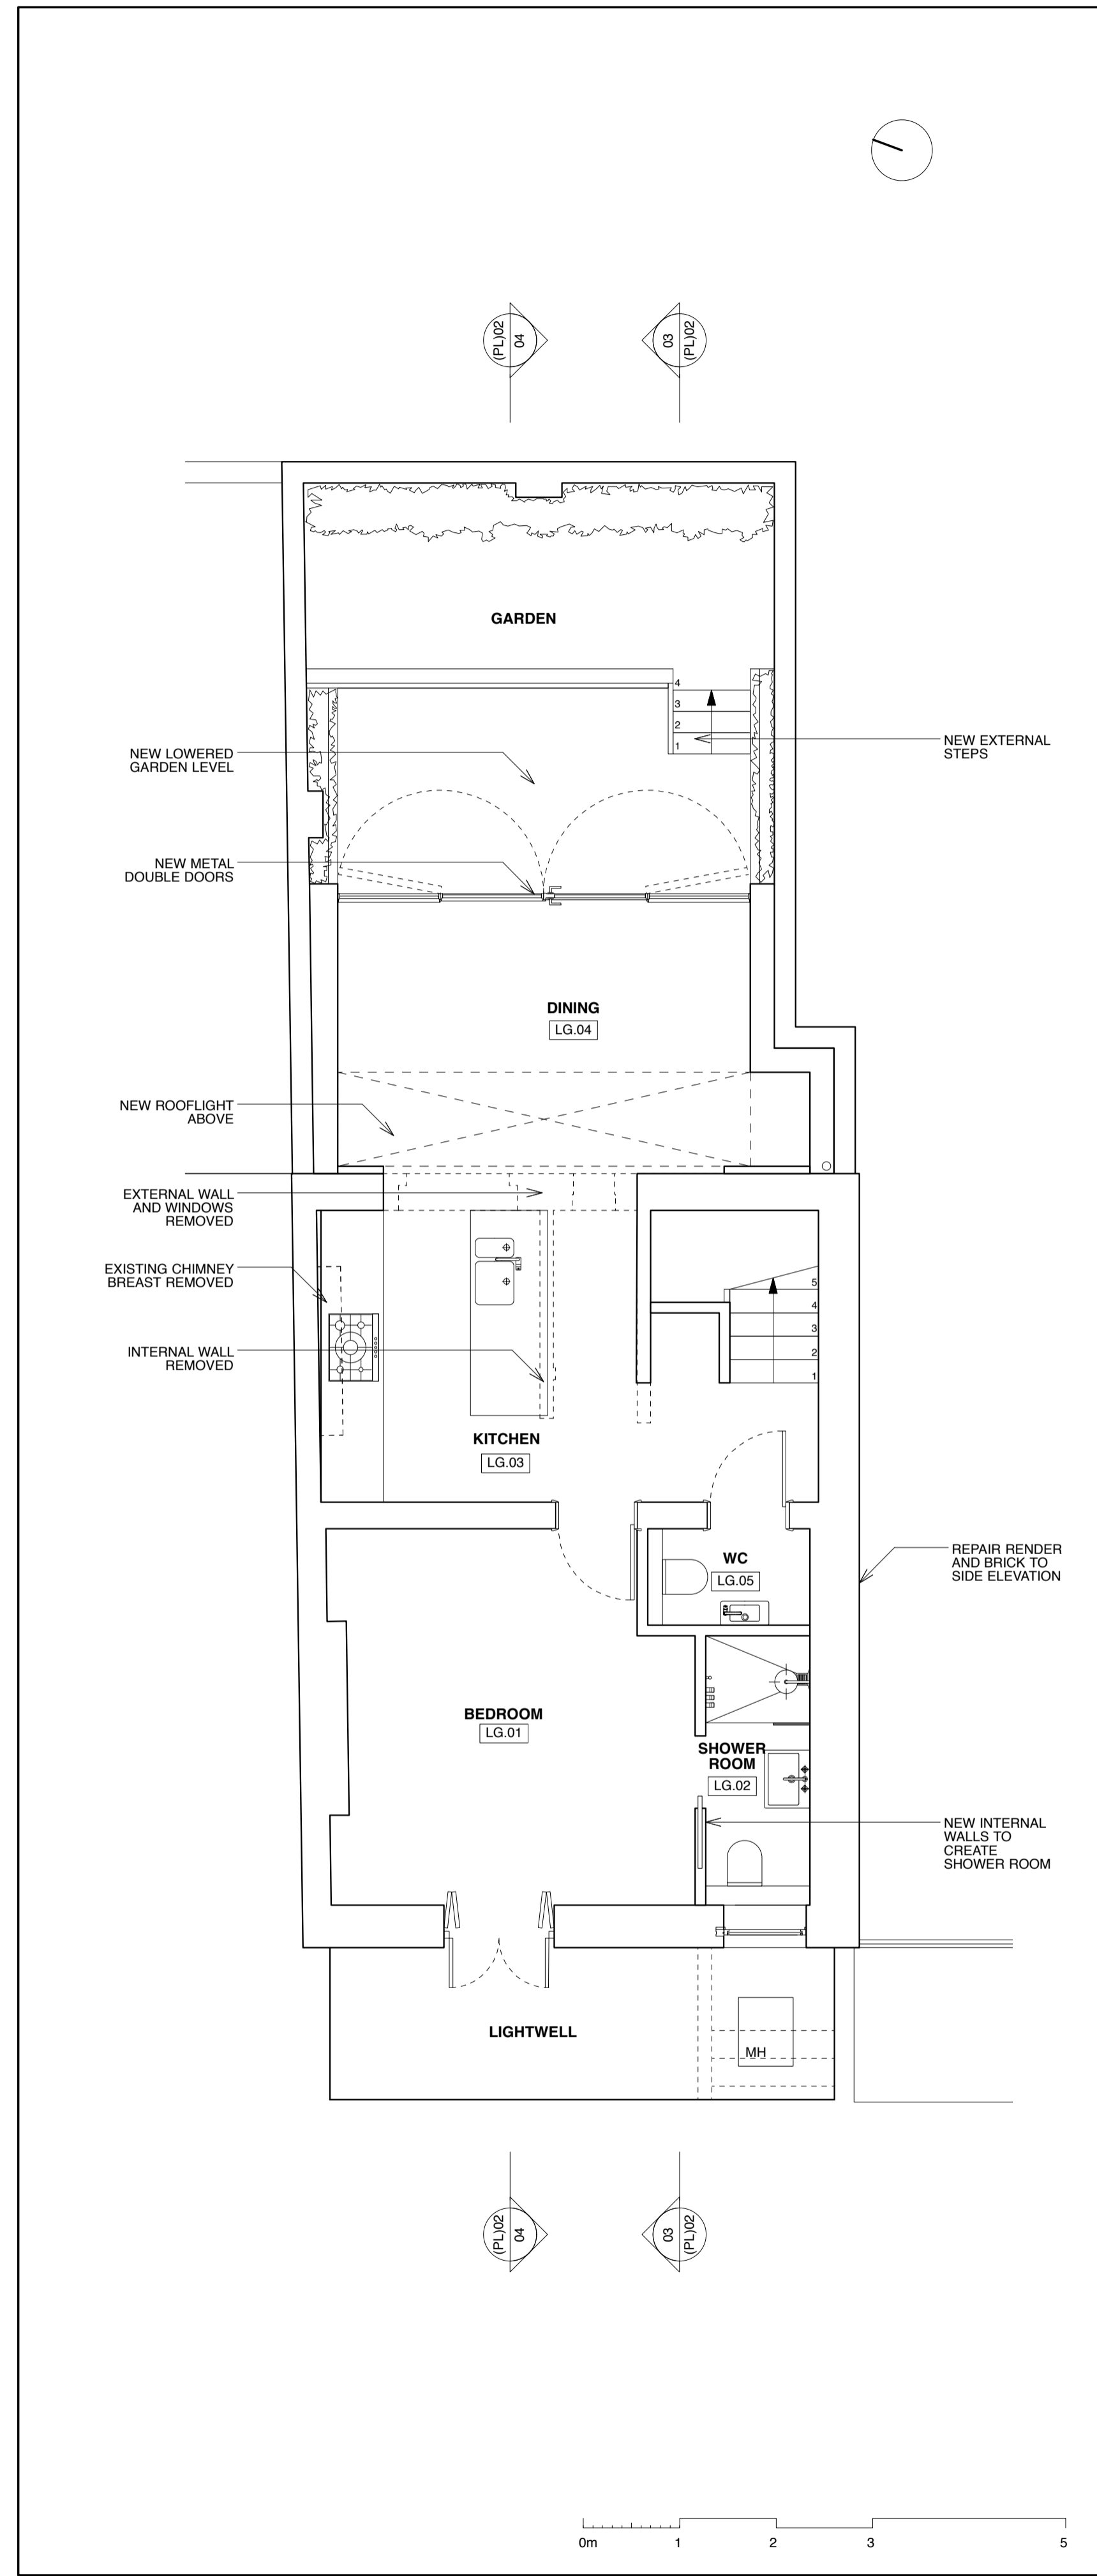 (PL)02
04
03
(PL)02
GARDEN
4
3
2
1
NEW LOWERED
GARDEN LEVEL
NEW EXTERNAL
STEPS
NEW METAL
DOUBLE DOORS
DINING
LG.04
NEW ROOFLIGHT
ABOVE
EXTERNAL WALL
AND WINDOWS
REMOVED
EXISTING CHIMNEY
BREAST REMOVED
INTERNAL WALL
REMOVED
5
4
3
2
1
KITCHEN
LG.03
WC
LG.05
REPAIR RENDER
AND BRICK TO
SIDE ELEVATION
BEDROOM
LG.01
SHOWER
ROOM
LG.02
NEW INTERNAL
WALLS TO
CREATE
SHOWER ROOM
LIGHTWELL
MH
(PL)02
04
03
(PL)02
0m 1 2 3 5